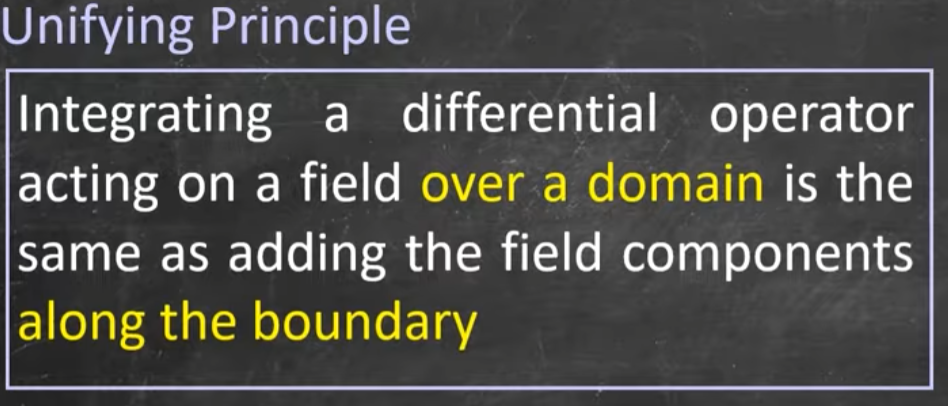 Unifying Principle
Integrating a differential operator
acting on a field over a domain is the
same as adding the field components
along the boundary